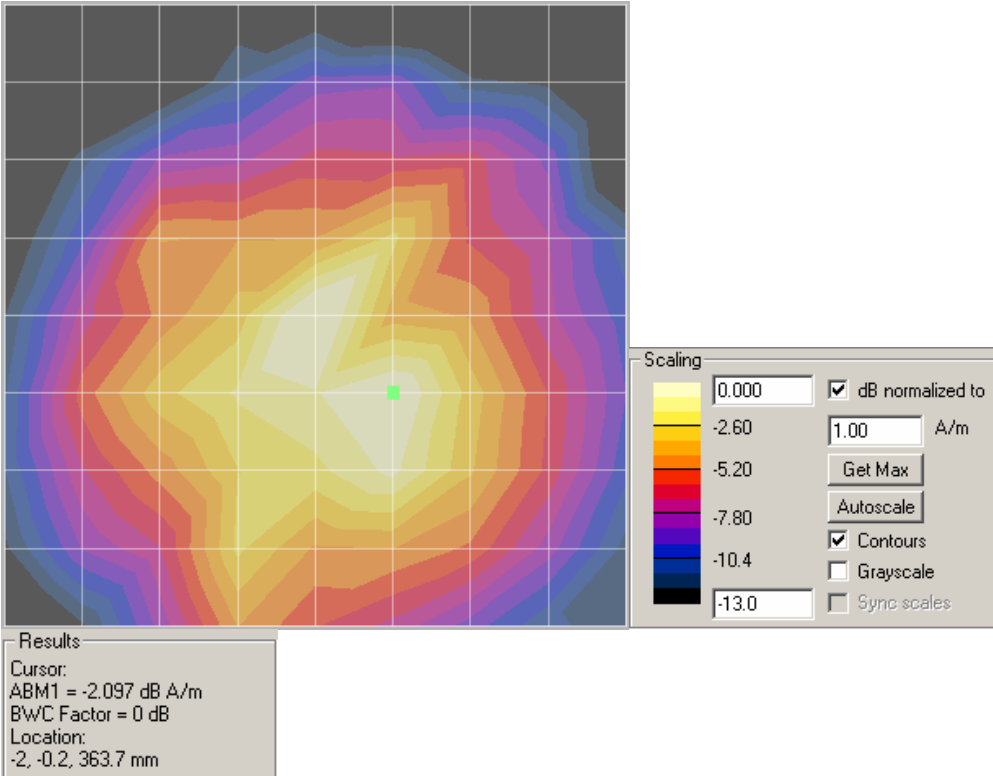 Scaling
0.000
dB normalized to
-2.60
1.00 A/m
-5.20
Get Max
-7.80
Autoscale
Contours
-10.4
Grayscale
-13.0
Sync scales
Results
Cursor:
ABM1 = -2.097 dB A/m
BWC Factor = 0 dB
Location:
-2, -0.2, 363.7 mm